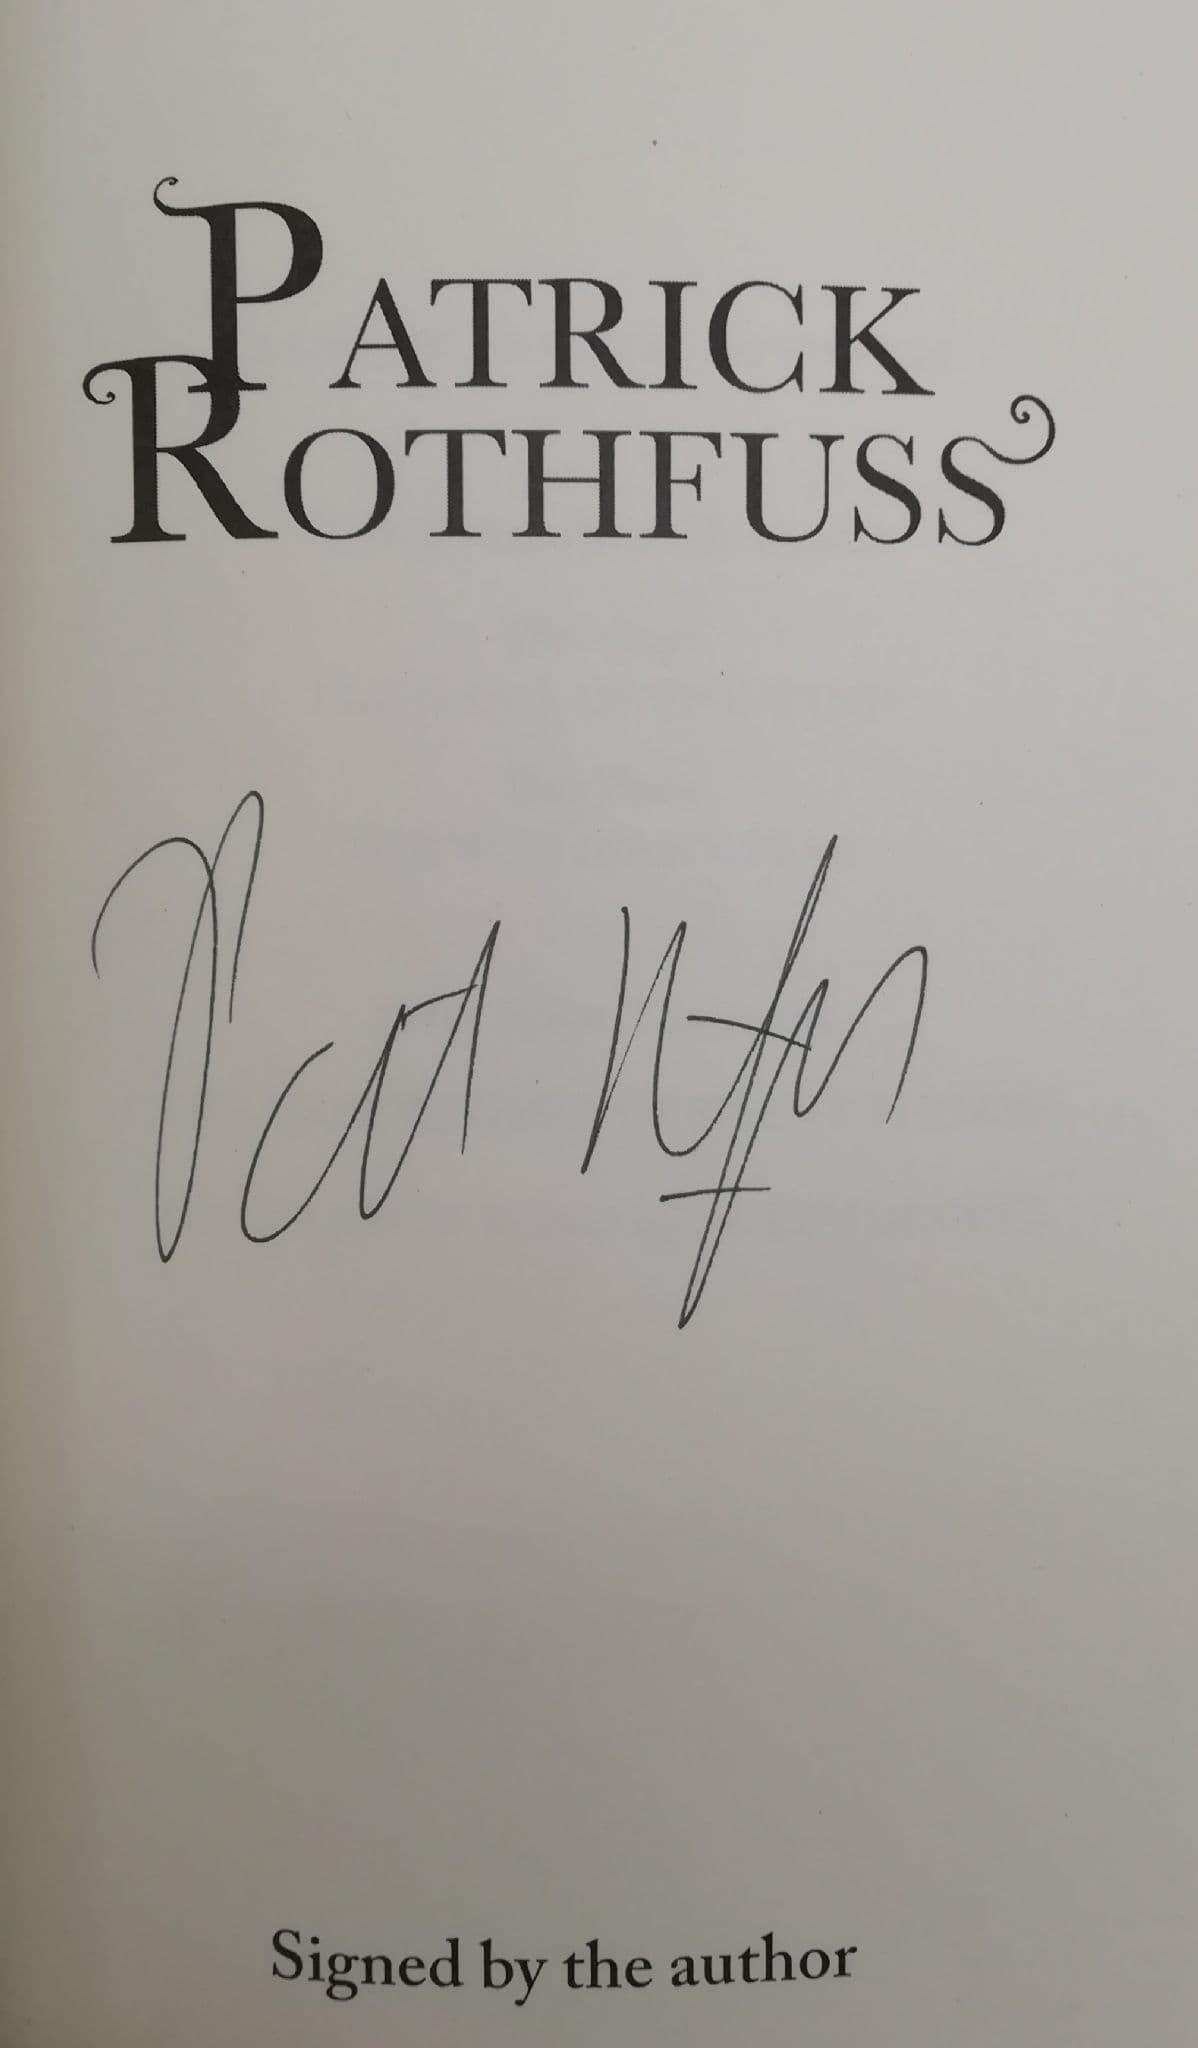 PATRICK
ROTHFUSS
Signed by the author